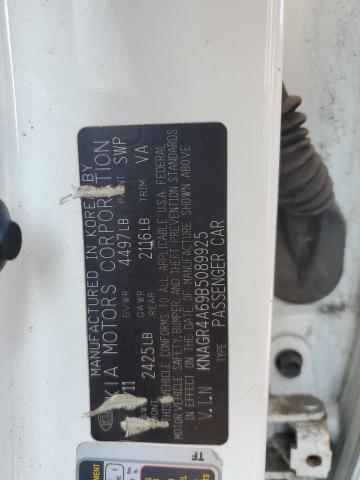 MANUFACTURED IN KOREA BY
KIA MOTORS CORPORATION
/11 GVWR 4497LB PAINT SWP
2425LB GAWR REAR 2116LB TRIM VA
THIS VEHICLE CONFORMS TO ALL APPLICABLE U.S.A. FEDERAL
MOTOR VEHICLE SAFETY, BUMPER, AND THEFT PREVENTION STANDARDS
IN EFFECT ON THE DATE OF MANUFACTURE SHOWN ABOVE
V.I.N KNAGR4A69B5089925
TYPE PASSENGER CAR
TF